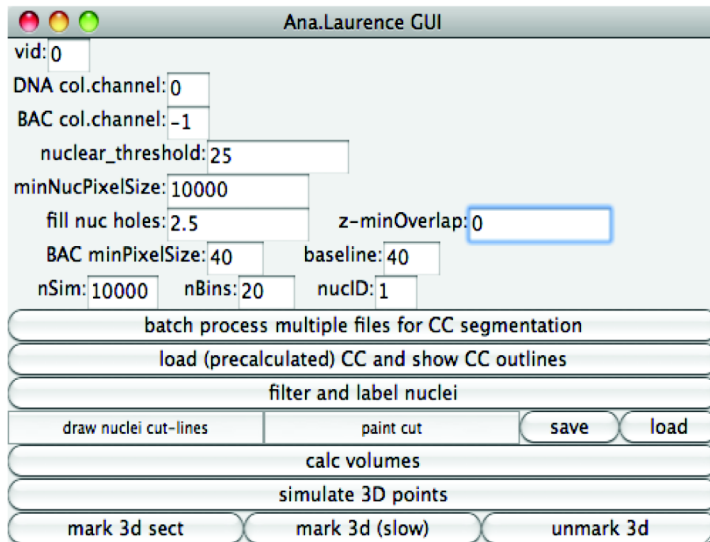 Ana.Laurence GUI
vid: 0
DNA col.channel: 0
BAC col.channel: -1
nuclear_threshold: 25
minNucPixelSize: 10000
fill nuc holes: 2.5 z-minOverlap: 0
BAC minPixelSize: 40 baseline: 40
nSim: 10000 nBins: 20 nucID: 1
batch process multiple files for CC segmentation
load (precalculated) CC and show CC outlines
filter and label nuclei
draw nuclei cut-lines paint cut save load
calc volumes
simulate 3D points
mark 3d sect mark 3d (slow) unmark 3d